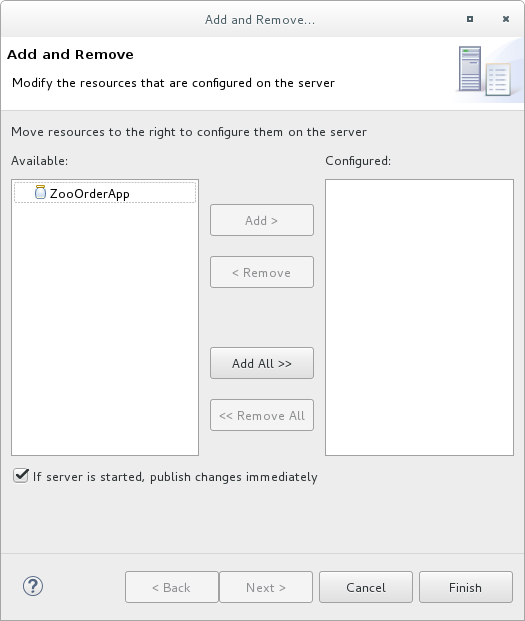 Add and Remove...
Add and Remove
Modify the resources that are configured on the server
Move resources to the right to configure them on the server
Available:
Configured:
ZooOrderApp
Add >
< Remove
Add All >>
<< Remove All
If server is started, publish changes immediately
?
< Back
Next >
Cancel
Finish